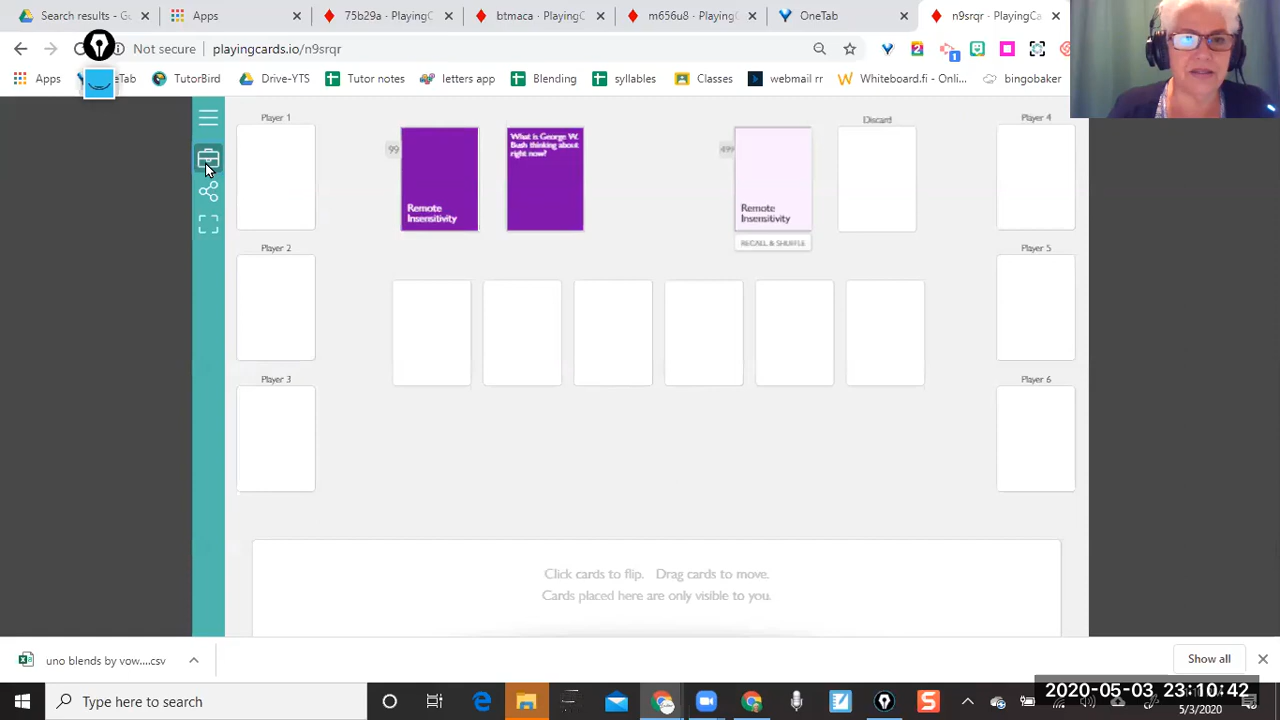 Search results - G
Apps
75b29a - PlayingC
btmaca - PlayingC
m656u8 - PlayingC
OneTab
n9srqr - PlayingCa
Not secure
playingcards.io/n9srqr
2
1
Apps
Tab
TutorBird
Drive-YTS
Tutor notes
letters app
Blending
syllables
Classes
webmail rr
Whiteboard.fi - Onli...
bingobaker
Player 1
Player 2
Player 3
99
Remote
Insensitivity
What is George W.
Bush thinking about
right now?
499
Remote
Insensitivity
RECALL & SHUFFLE
Discard
Player 4
Player 5
Player 6
Click cards to flip. Drag cards to move.
Cards placed here are only visible to you.
uno blends by vow....csv
Show all
Type here to search
2020-05-03, 23:10:42
5/3/2020